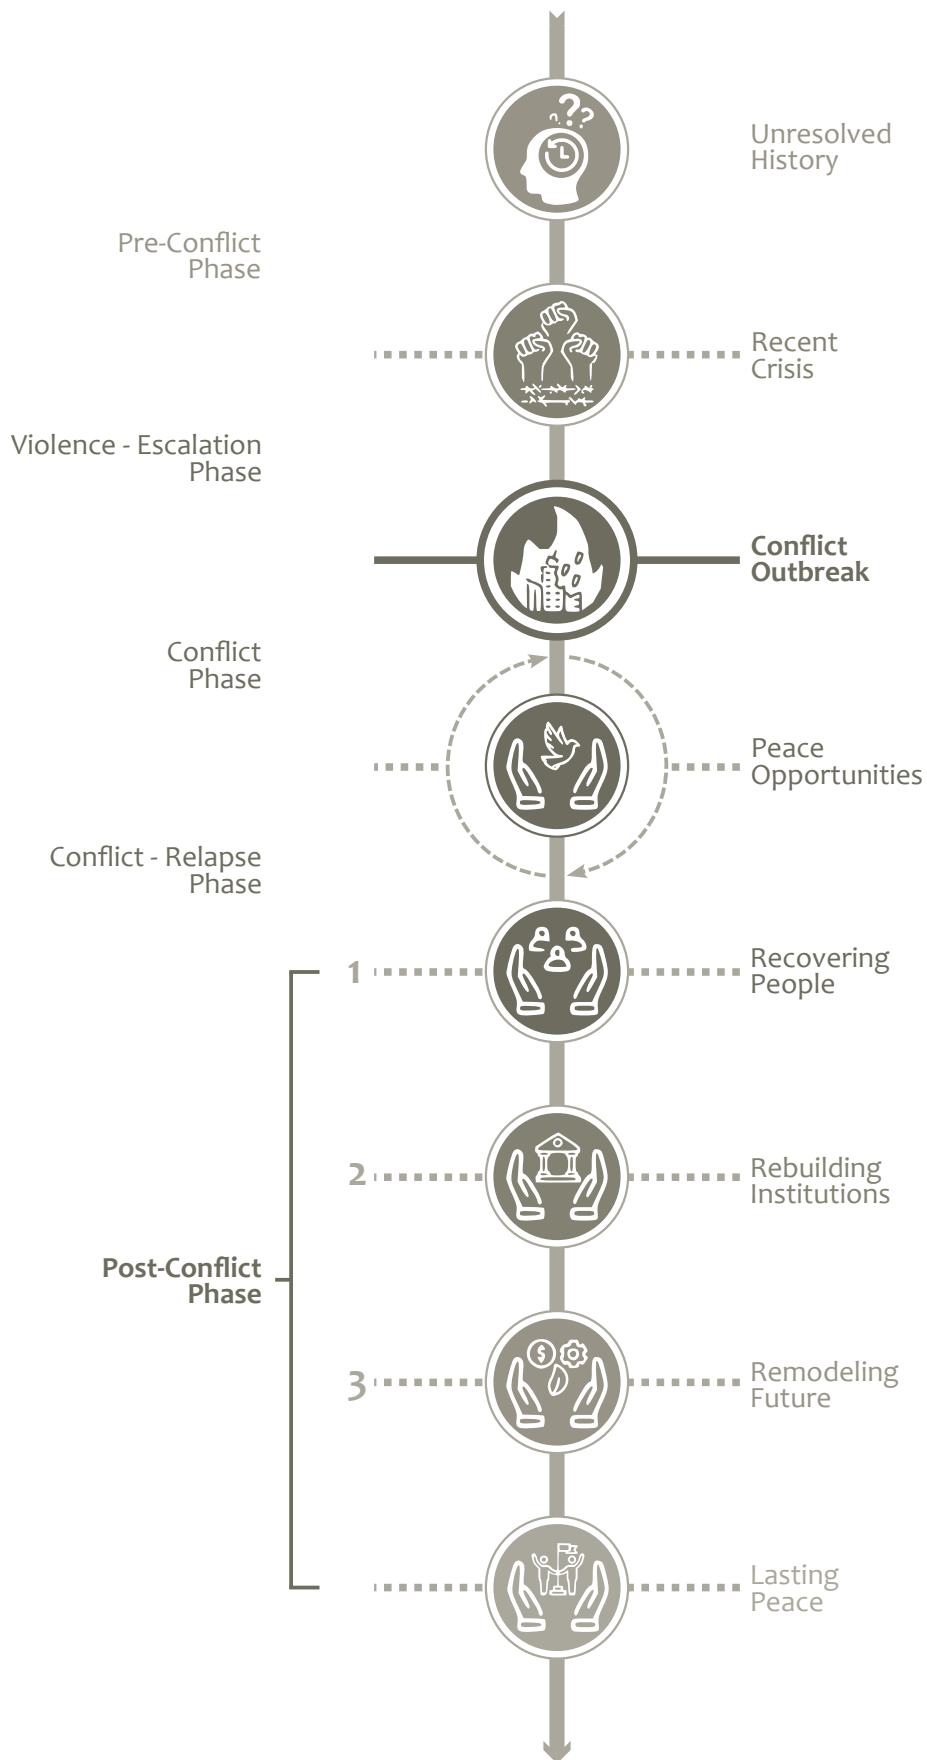 Unresolved
History
Pre-Conflict
Phase
Recent
Crisis
Violence - Escalation
Phase
Conflict
Outbreak
Conflict
Phase
Peace
Opportunities
Conflict - Relapse
Phase
1
Recovering
People
2
Rebuilding
Institutions
Post-Conflict
Phase
3
Remodeling
Future
Lasting
Peace